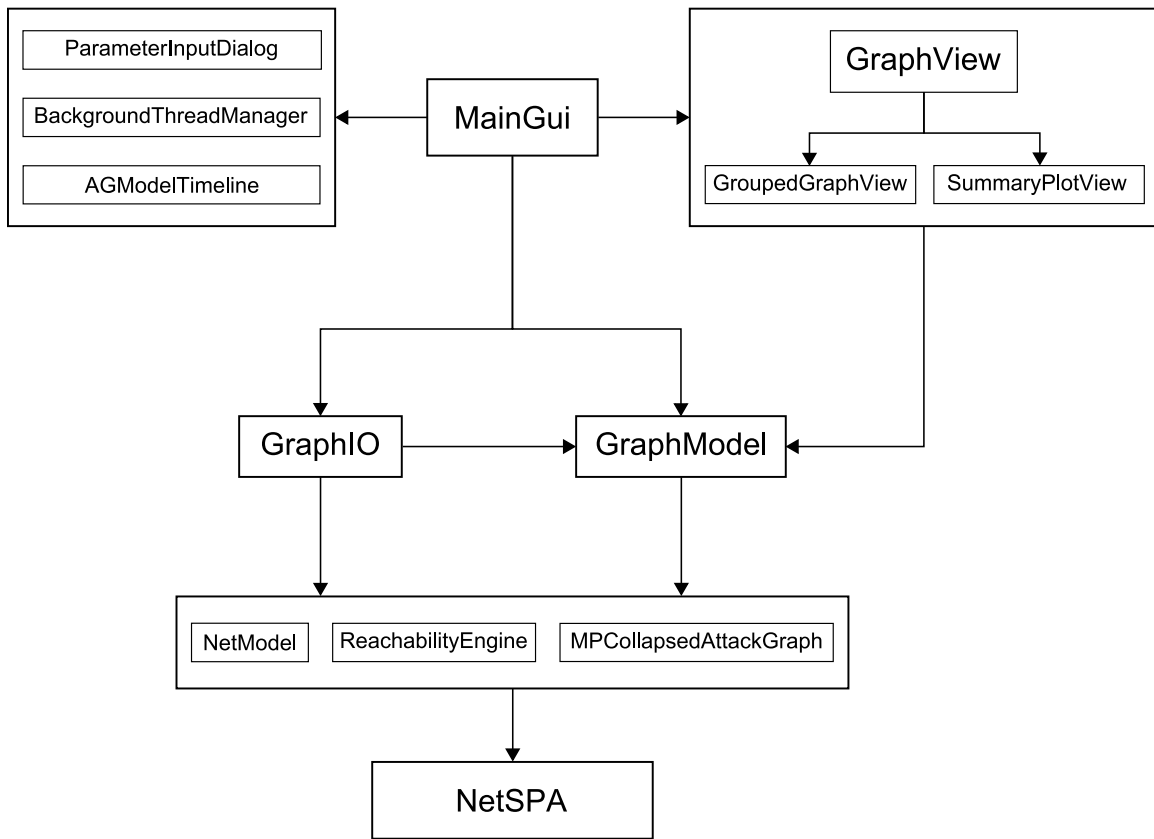 ParameterInputDialog
BackgroundThreadManager
AGModelTimeline
MainGui
GraphView
GroupedGraphView
SummaryPlotView
GraphIO
GraphModel
NetModel
ReachabilityEngine
MPCollapsedAttackGraph
NetSPA